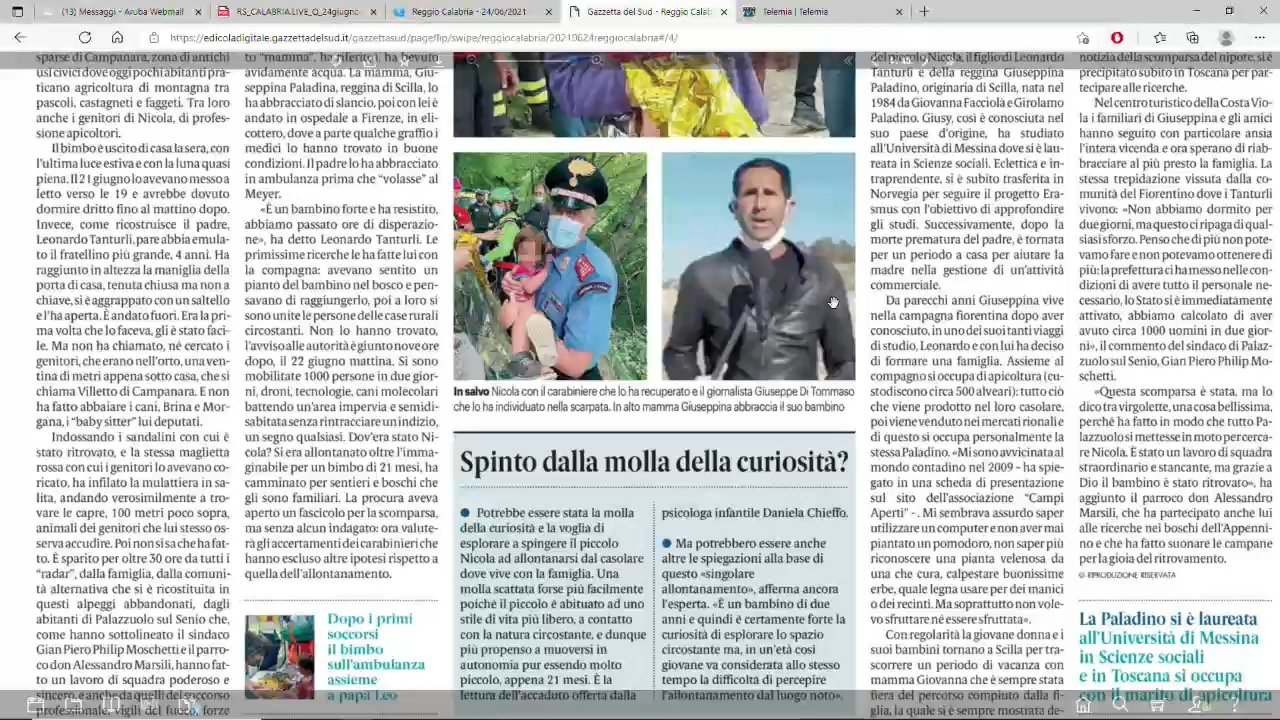 Messaggi - Aruba Webmail
RS_CALABRIA.LIVE_Q_24giugno
Reggio Calabria - 24/06/2021
Gazzetta del Sud - Reggio Cala
Telemia | Telemia
https://edicoladigitale.gazzettadelsud.it/gazzettasud/pageflip/swipe/reggiocalabria/20210624reggiocalabria#/4/
sparse di Campanara, zona di antichi
usi civici dove oggi pochi abitanti pra-
ticano agricoltura di montagna tra
pascoli, castagneti e faggeti. Tra loro
anche i genitori di Nicola, di profes-
sione apicoltori.
Il bimbo è uscito di casa la sera, con
l'ultima luce estiva e con la luna quasi
piena. Il 21 giugno lo avevano messo a
letto verso le 19 e avrebbe dovuto
dormire dritto fino al mattino dopo.
Invece, come ricostruisce il padre,
Leonardo Tanturli, pare abbia emula-
to il fratellino più grande, 4 anni. Ha
raggiunto in altezza la maniglia della
porta di casa, tenuta chiusa ma non a
chiave, si è aggrappato con un saltello
e l'ha aperta. È andato fuori. Era la pri-
ma volta che lo faceva, gli è stato faci-
le. Ma non ha chiamato, né cercato i
genitori, che erano nell'orto, una ven-
tina di metri appena sotto casa, che si
chiama Villetto di Campanara. E non
ha fatto abbaiare i cani, Brina e Mor-
gana, i "baby sitter" lui deputati.
Indossando i sandalini con cui è
stato ritrovato, e la stessa maglietta
rossa con cui i genitori lo avevano co-
ricato, ha infilato la mulattiera in sa-
lita, andando verosimilmente a tro-
vare le capre, 100 metri poco sopra,
animali dei genitori che lui stesso os-
serva accudire. Poi non si sa che ha fat-
to. È sparito per oltre 30 ore da tutti i
"radar", dalla famiglia, dalla comuni-
tà alternativa che si è ricostituita in
questi alpeggi abbandonati, dagli
abitanti di Palazzuolo sul Senio che,
come hanno sottolineato il sindaco
Gian Piero Philip Moschetti e il parro-
co don Alessandro Marsili, hanno fat-
to un lavoro di squadra poderoso e
sincero, e anche da quelli del soccorso
professionale, vigili del fuoco, forze
to "mamma", ha riferito), ha bevuto
avidamente acqua. La mamma, Giu-
seppina Paladina, reggina di Scilla, lo
ha abbracciato di slancio, poi con lei è
andato in ospedale a Firenze, in eli-
cottero, dove a parte qualche graffio i
medici lo hanno trovato in buone
condizioni. Il padre lo ha abbracciato
in ambulanza prima che "volasse" al
Meyer.
«È un bambino forte e ha resistito,
abbiamo passato ore di disperazio-
ne», ha detto Leonardo Tanturli. Le
primissime ricerche le ha fatte lui con
la compagna: avevano sentito un
pianto del bambino nel bosco e pen-
savano di raggiungerlo, poi a loro si
sono unite le persone delle case rurali
circostanti. Non lo hanno trovato,
l'avviso alle autorità è giunto nove ore
dopo, il 22 giugno mattina. Si sono
mobilitate 1000 persone in due gior-
ni, droni, tecnologie, cani molecolari
battendo un'area impervia e semidi-
sabitata senza rintracciare un indizio,
un segno qualsiasi. Dov'era stato Ni-
cola? Si era allontanato oltre l'imma-
ginabile per un bimbo di 21 mesi, ha
camminato per sentieri e boschi che
gli sono familiari. La procura aveva
aperto un fascicolo per la scomparsa,
ma senza alcun indagato: ora valute-
rà gli accertamenti dei carabinieri che
hanno escluso altre ipotesi rispetto a
quella dell'allontanamento.
Dopo i primi
soccorsi
il bimbo
sull'ambulanza
assieme
a papà Leo
In salvo Nicola con il carabiniere che lo ha recuperato e il giornalista Giuseppe Di Tommaso
che lo ha individuato nella scarpata. In alto mamma Giuseppina abbraccia il suo bambino
Spinto dalla molla della curiosità?
● Potrebbe essere stata la molla
della curiosità e la voglia di
esplorare a spingere il piccolo
Nicola ad allontanarsi dal casolare
dove vive con la famiglia. Una
molla scattata forse più facilmente
poiché il piccolo è abituato ad uno
stile di vita più libero, a contatto
con la natura circostante, e dunque
più propenso a muoversi in
autonomia pur essendo molto
piccolo, appena 21 mesi. È la
lettura dell'accaduto offerta dalla
psicologa infantile Daniela Chieffo.
● Ma potrebbero essere anche
altre le spiegazioni alla base di
questo «singolare
allontanamento», afferma ancora
l'esperta. «È un bambino di due
anni e quindi è certamente forte la
curiosità di esplorare lo spazio
circostante ma, in un'età così
giovane va considerata allo stesso
tempo la difficoltà di percepire
l'allontanamento dal luogo noto».
del piccolo Nicola, il figlio di Leonardo
Tanturli e della reggina Giuseppina
Paladino, originaria di Scilla, nata nel
1984 da Giovanna Facciolà e Girolamo
Paladino. Giusy, così è conosciuta nel
suo paese d'origine, ha studiato
all'Università di Messina dove si è lau-
reata in Scienze sociali. Eclettica e in-
traprendente, si è subito trasferita in
Norvegia per seguire il progetto Era-
smus con l'obiettivo di approfondire
gli studi. Successivamente, dopo la
morte prematura del padre, è tornata
per un periodo a casa per aiutare la
madre nella gestione di un'attività
commerciale.
Da parecchi anni Giuseppina vive
nella campagna fiorentina dopo aver
conosciuto, in uno dei suoi tanti viaggi
di studio, Leonardo e con lui ha deciso
di formare una famiglia. Assieme al
compagno si occupa di apicoltura (cu-
stodiscono circa 500 alveari): tutto ciò
che viene prodotto nel loro casolare,
poi viene venduto nei mercati rionali e
di questo si occupa personalmente la
stessa Paladino. «Mi sono avvicinata al
mondo contadino nel 2009 - ha spie-
gato in una scheda di presentazione
sul sito dell'associazione "Campi
Aperti" -. Mi sembrava assurdo saper
utilizzare un computer e non aver mai
piantato un pomodoro, non saper più
riconoscere una pianta velenosa da
una che cura, calpestare buonissime
erbe, quale legna usare per dei manici
o dei recinti. Ma soprattutto non vole-
vo sfruttare né essere sfruttata».
Con regolarità la giovane donna e i
suoi bambini tornano a Scilla per tra-
scorrere un periodo di vacanza con
mamma Giovanna che è sempre stata
fiera del percorso compiuto dalla fi-
glia, la quale si è sempre mostrata de-
notizia della scomparsa del nipote, si è
precipitato subito in Toscana per par-
tecipare alle ricerche.
Nel centro turistico della Costa Vio-
la i familiari di Giuseppina e gli amici
hanno seguito con particolare ansia
l'intera vicenda e ora sperano di riab-
bracciare al più presto la famiglia. La
stessa trepidazione vissuta dalla co-
munità del Fiorentino dove i Tanturli
vivono: «Non abbiamo dormito per
due giorni, ma questo ci ripaga di qual-
siasi sforzo. Penso che di più non pote-
vamo fare e non potevamo ottenere di
più: la prefettura ci ha messo nelle con-
dizioni di avere tutto il personale ne-
cessario, lo Stato si è immediatamente
attivato, abbiamo calcolato di aver
avuto circa 1000 uomini in due gior-
ni», il commento del sindaco di Palaz-
zuolo sul Senio, Gian Piero Philip Mo-
schetti.
«Questa scomparsa è stata, ma lo
dico tra virgolette, una cosa bellissima,
perché ha fatto in modo che tutto Pa-
lazzuolo si mettesse in moto per cerca-
re Nicola. È stato un lavoro di squadra
straordinario e stancante, ma grazie a
Dio il bambino è stato ritrovato», ha
aggiunto il parroco don Alessandro
Marsili, che ha partecipato anche lui
alle ricerche nei boschi dell'Appenni-
no e che ha fatto suonare le campane
per la gioia del ritrovamento.
© RIPRODUZIONE RISERVATA
La Paladino si è laureata
all'Università di Messina
in Scienze sociali
e in Toscana si occupa
con il marito di apicoltura